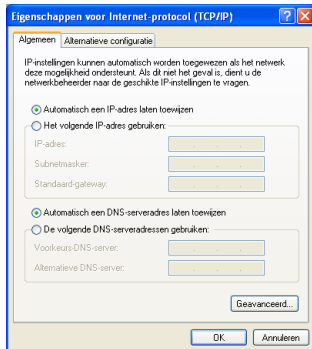 Eigenschappen voor Internet-protocol (TCP/IP)
Algemeen
Alternatieve configuratie
IP-instellingen kunnen automatisch worden toegewezen als het netwerk
deze mogelijkheid ondersteunt. Als dit niet het geval is, dient u de
netwerkbeheerder naar de geschikte IP-instellingen te vragen.
Automatisch een IP-adres laten toewijzen
Het volgende IP-adres gebruiken:
IP-adres:
Subnetmasker:
Standaard-gateway:
Automatisch een DNS-serveradres laten toewijzen
De volgende DNS-serveradressen gebruiken:
Voorkeurs-DNS-server:
Alternatieve DNS-server:
Geavanceerd...
OK
Annuleren